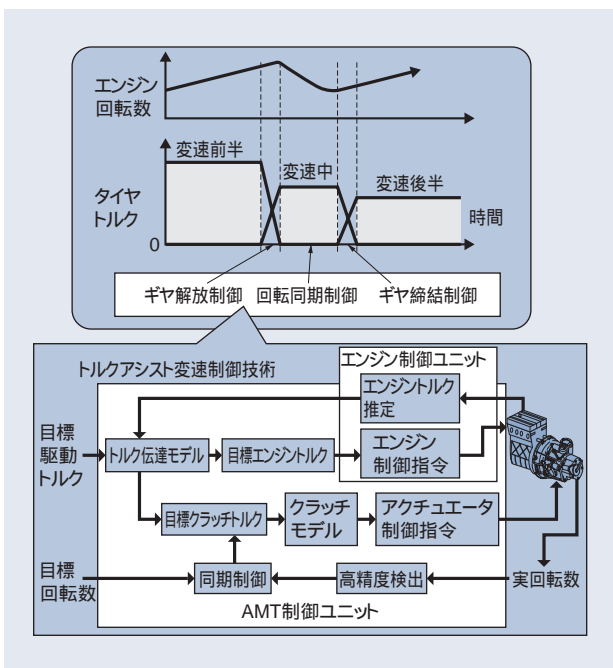 エンジン
回転数
変速前半
変速中
変速後半
タイヤ
トルク
時間
0
ギヤ解放制御
回転同期制御
ギヤ締結制御
トルクアシスト変速制御技術
エンジン制御ユニット
エンジントルク
推定
目標
駆動
トルク
トルク伝達モデル
目標エンジントルク
エンジン
制御指令
目標クラッチトルク
クラッチ
モデル
アクチュエータ
制御指令
目標
回転数
同期制御
高精度検出
実回転数
AMT制御ユニット